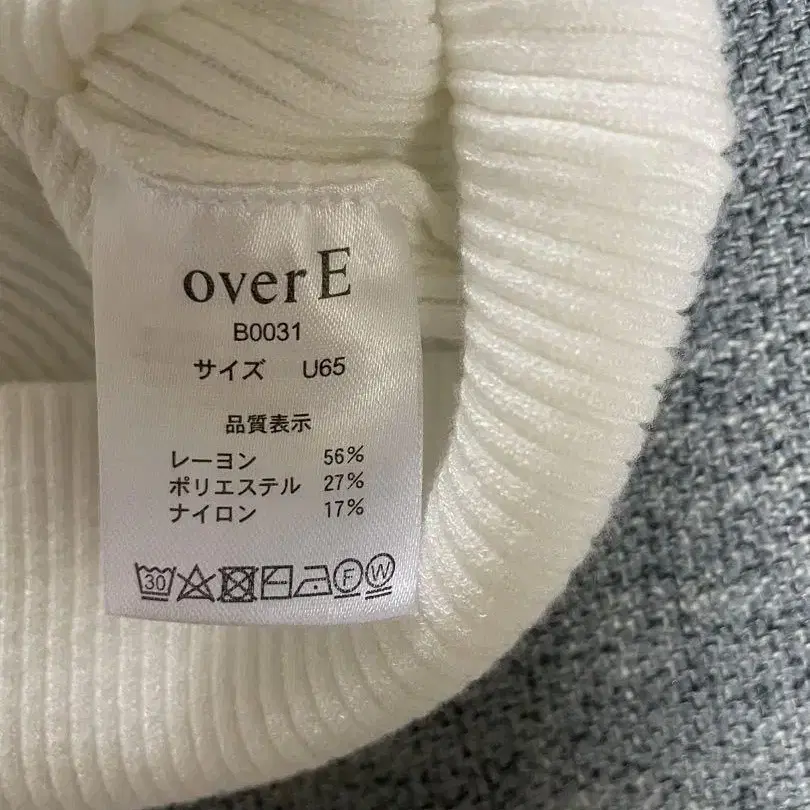 overE
B0031
サイズ U65
品質表示
レーヨン 56%
ポリエステル 27%
ナイロン 17%
30 F W